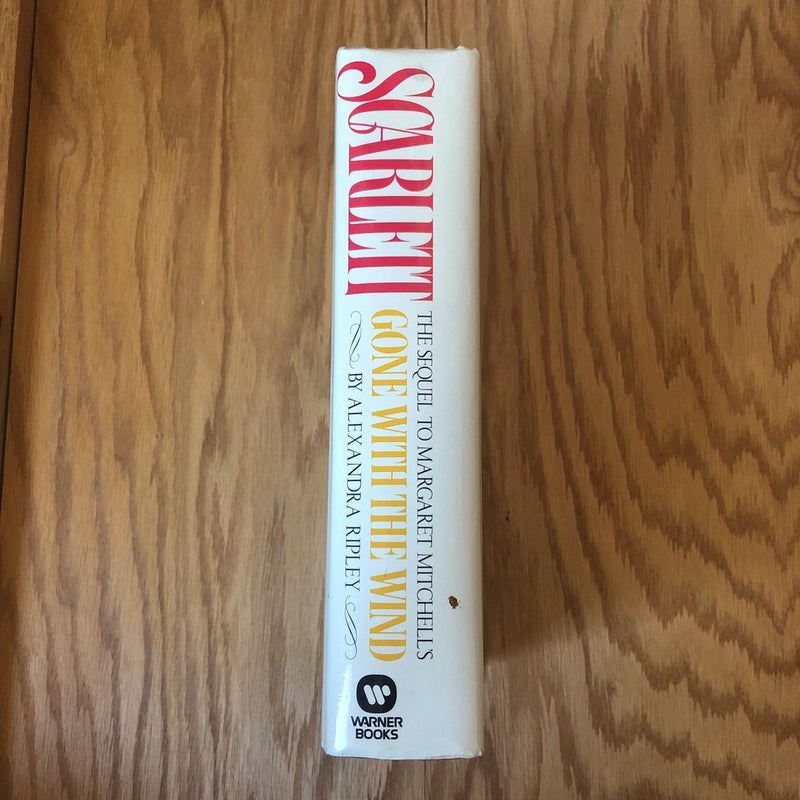 SCARLETT
THE SEQUEL TO MARGARET MITCHELL'S
GONE WITH THE WIND
BY ALEXANDRA RIPLEY
WARNER
BOOKS